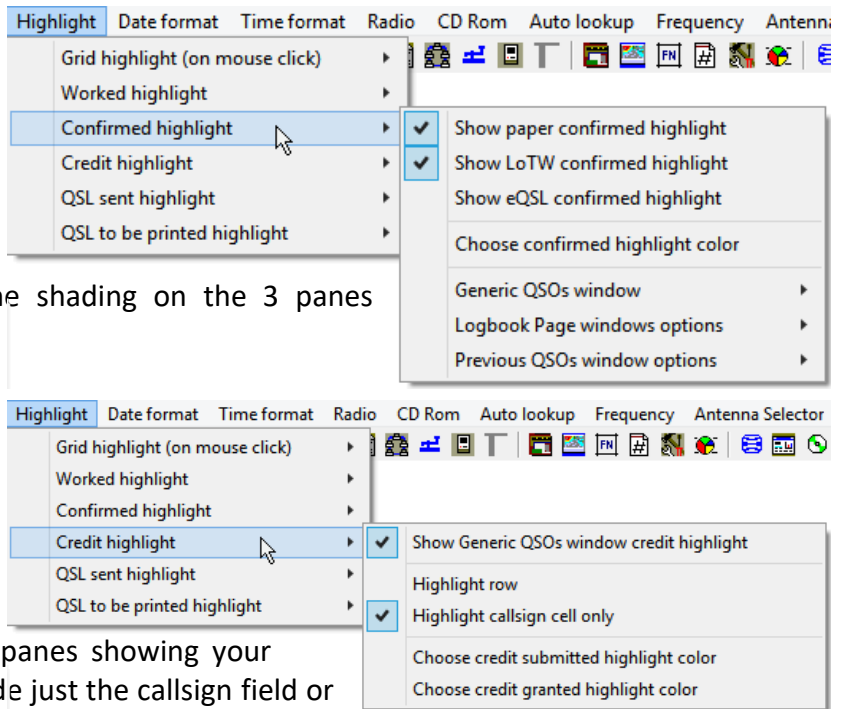 Highlight Date format Time format Radio CD Rom Auto lookup Frequency
Grid highlight (on mouse click)
Worked highlight
Confirmed highlight
Credit highlight
QSL sent highlight
QSL to be printed highlight
Show paper confirmed highlight
Show LoTW confirmed highlight
Show eQSL confirmed highlight
Choose confirmed highlight color
Generic QSOs window
Logbook Page windows options
Previous QSOs window options
FN #
shading on the 3 panes
Highlight Date format Time format Radio CD Rom Auto lookup Frequency Antenna Selector
Grid highlight (on mouse click)
Worked highlight
Confirmed highlight
Credit highlight
QSL sent highlight
QSL to be printed highlight
Show Generic QSOs window credit highlight
Highlight row
Highlight callsign cell only
Choose credit submitted highlight color
Choose credit granted highlight color
FN #
panes showing your
just the callsign field or